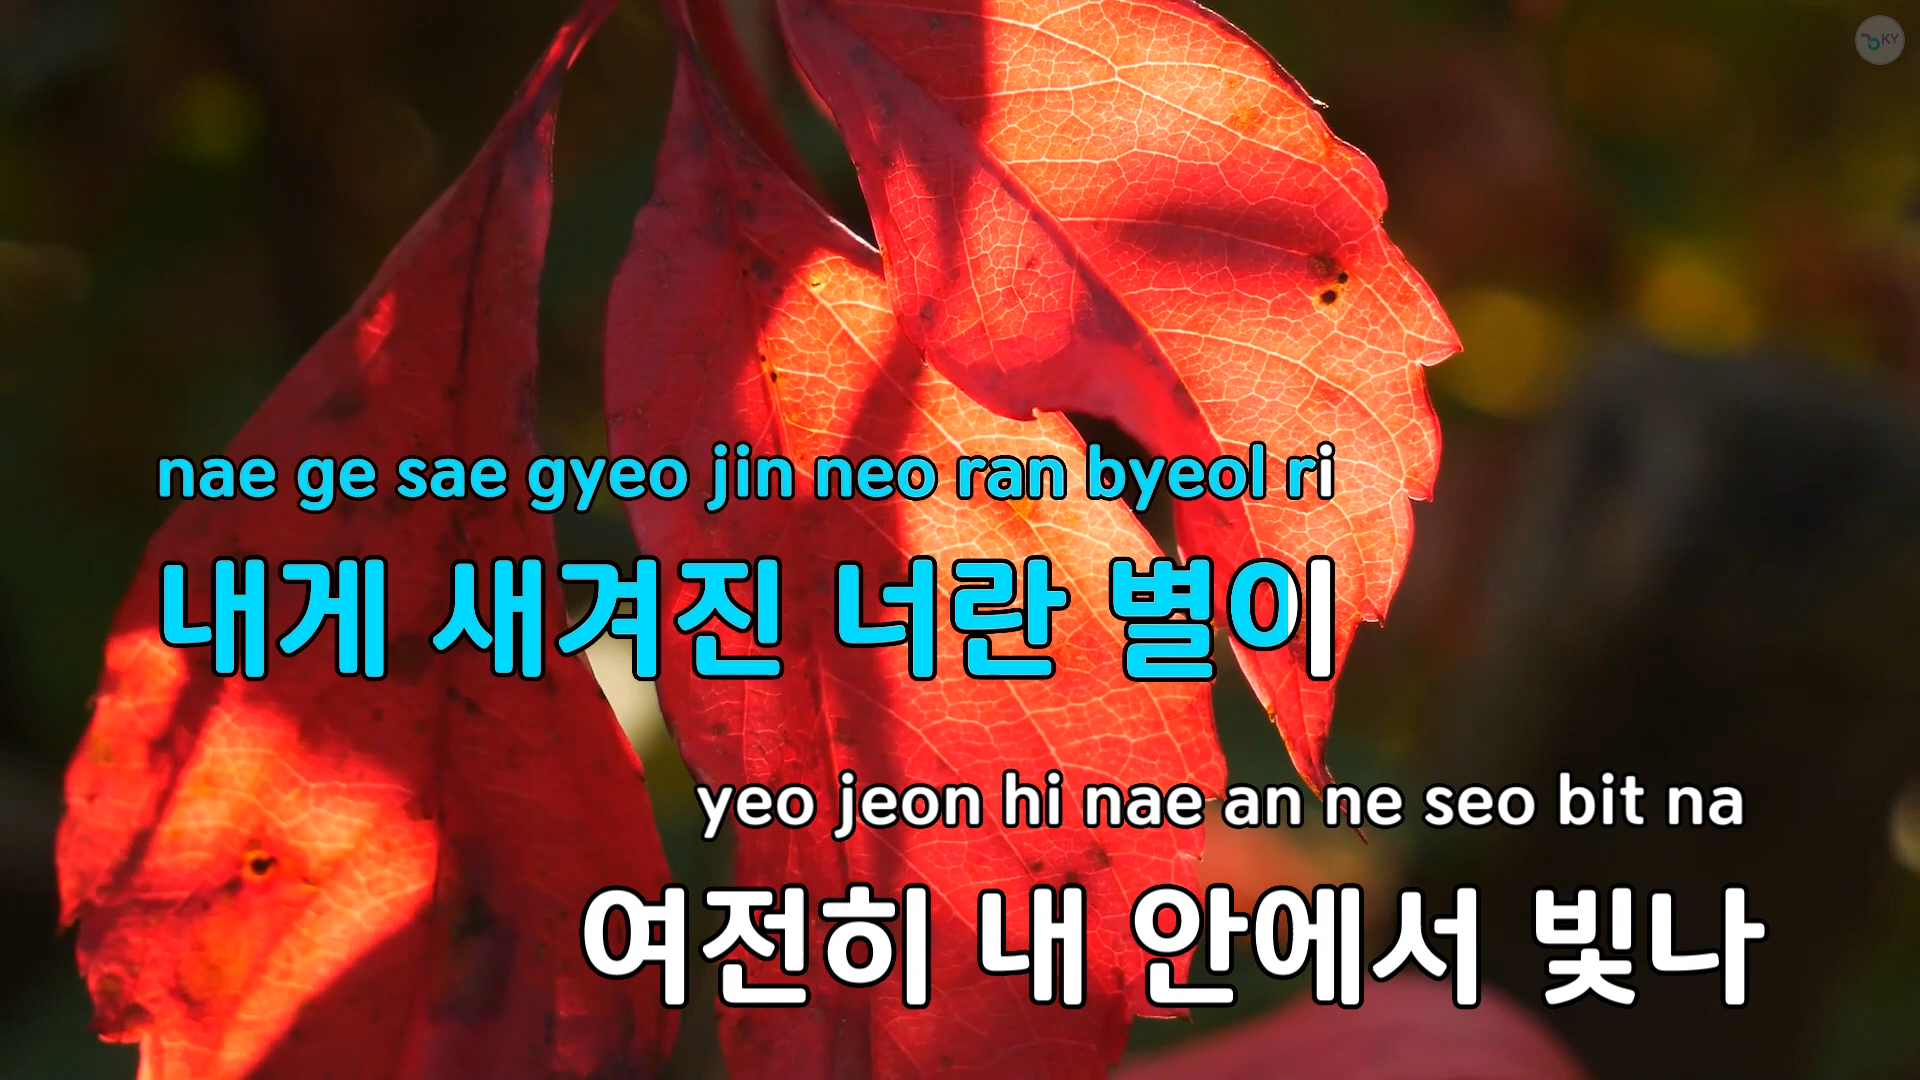 KY
nae ge sae gyeo jin neo ran byeol ri
내게 새겨진 너란 별이
yeo jeon hi nae an ne seo bit na
여전히 내 안에서 빛나